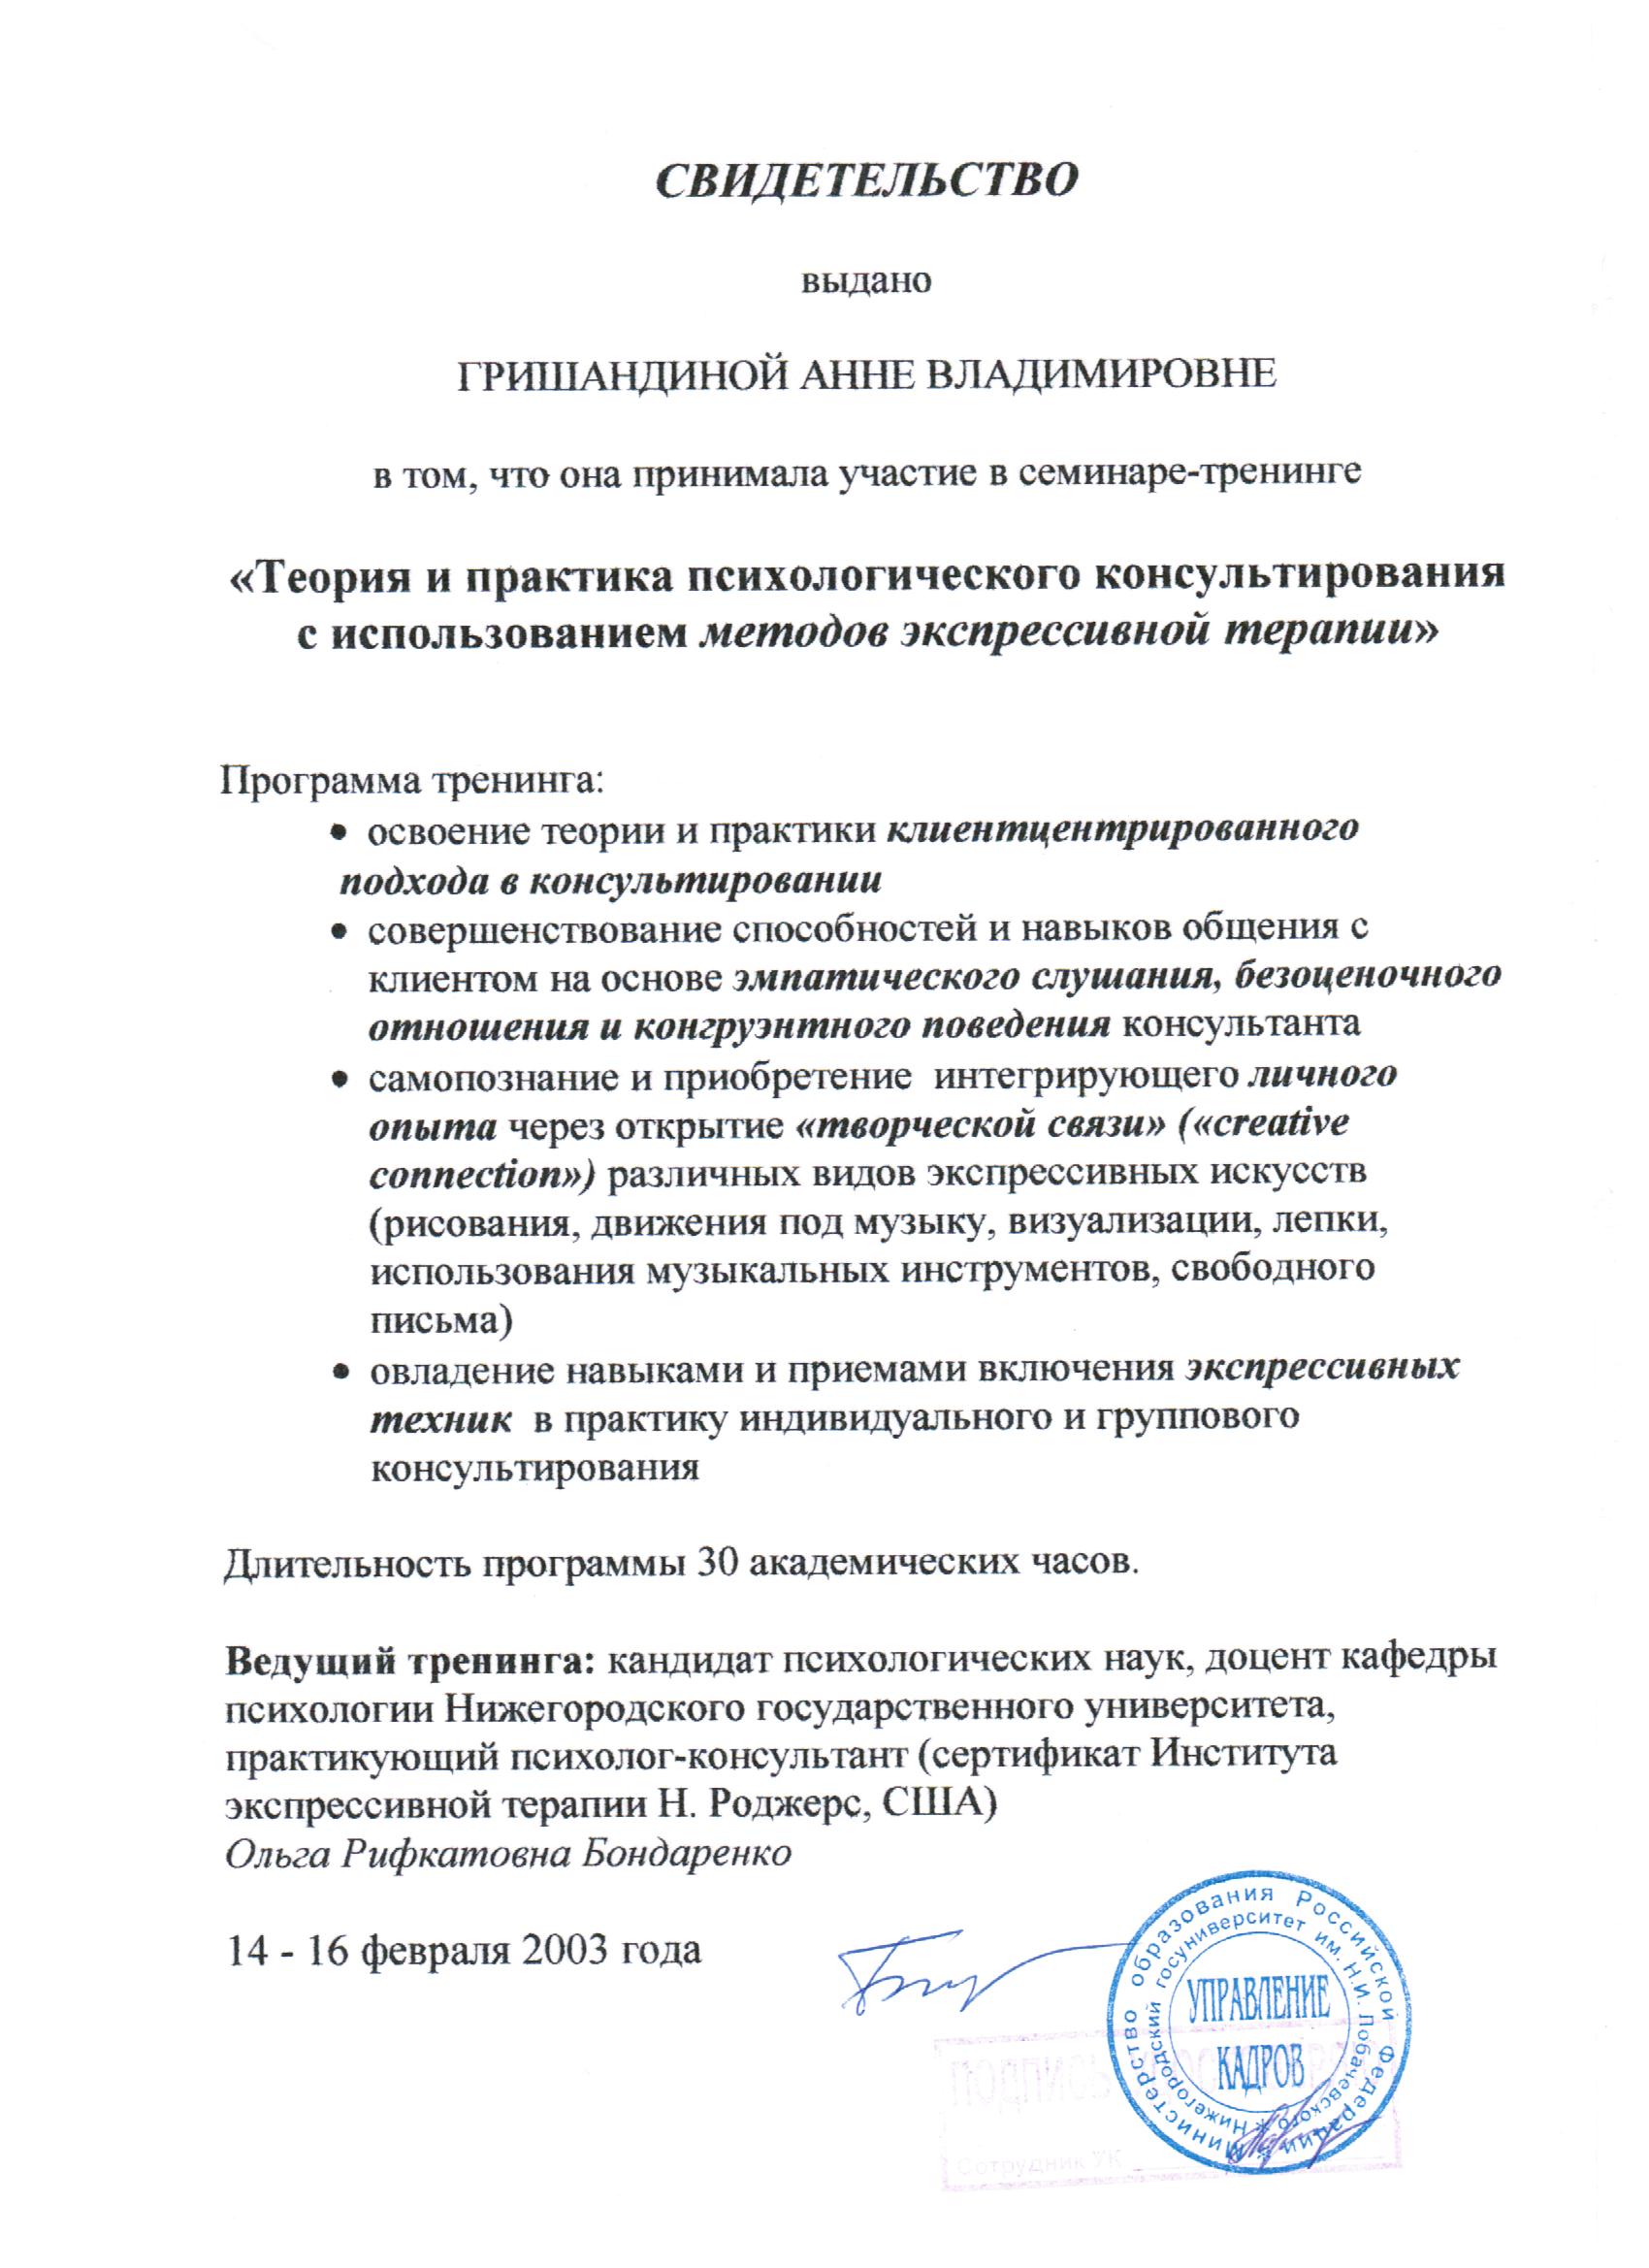 СВИДЕТЕЛЬСТВО
выдано
ГРИШАНДИНОЙ АННЕ ВЛАДИМИРОВНЕ
в том, что она принимала участие в семинаре-тренинге
«Теория и практика психологического консультирования
с использованием методов экспрессивной терапии»
Программа тренинга:
• освоение теории и практики клиентцентрированного
подхода в консультировании
• совершенствование способностей и навыков общения с
клиентом на основе эмпатического слушания, безоценочного
отношения и конгруэнтного поведения консультанта
• самопознание и приобретение интегрирующего личного
опыта через открытие «творческой связи» («creative
connection») различных видов экспрессивных искусств
(рисования, движения под музыку, визуализации, лепки,
использования музыкальных инструментов, свободного
письма)
• овладение навыками и приемами включения экспрессивных
техник в практику индивидуального и группового
консультирования
Длительность программы 30 академических часов.
Ведущий тренинга: кандидат психологических наук, доцент кафедры
психологии Нижегородского государственного университета,
практикующий психолог-консультант (сертификат Института
экспрессивной терапии Н. Роджерс, США)
Ольга Рифкатовна Бондаренко
14 - 16 февраля 2003 года
Министерство образования Российской Федерации
Нижегородский госуниверситет им. Н.И. Лобачевского
УПРАВЛЕНИЕ
КАДРОВ
ПОДПИСЬ
Сотрудник УК